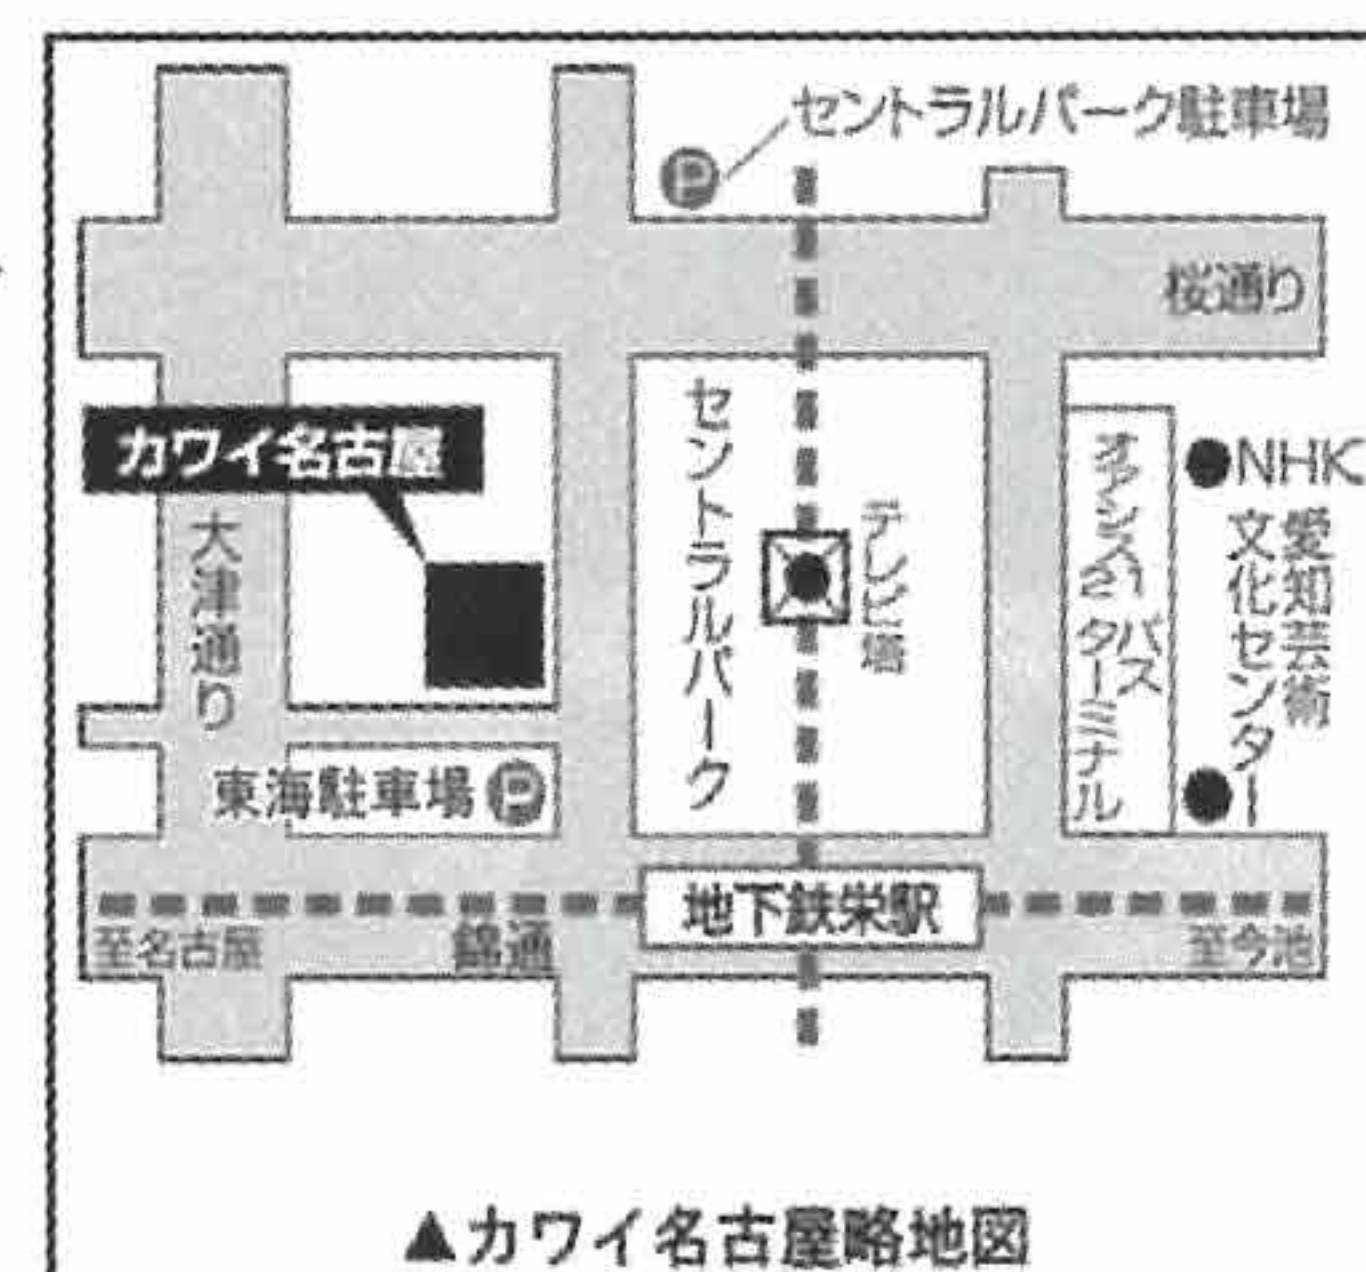 セントラルパーク駐車場
P
桜通り
カワイ名古屋
大津通り
セントラルパーク
テレビ塔
オアシス21 バス
ターミナル
NHK
愛知芸術
文化センター
東海駐車場 P
地下鉄栄駅
至名古屋
錦通
至今池
▲カワイ名古屋略地図